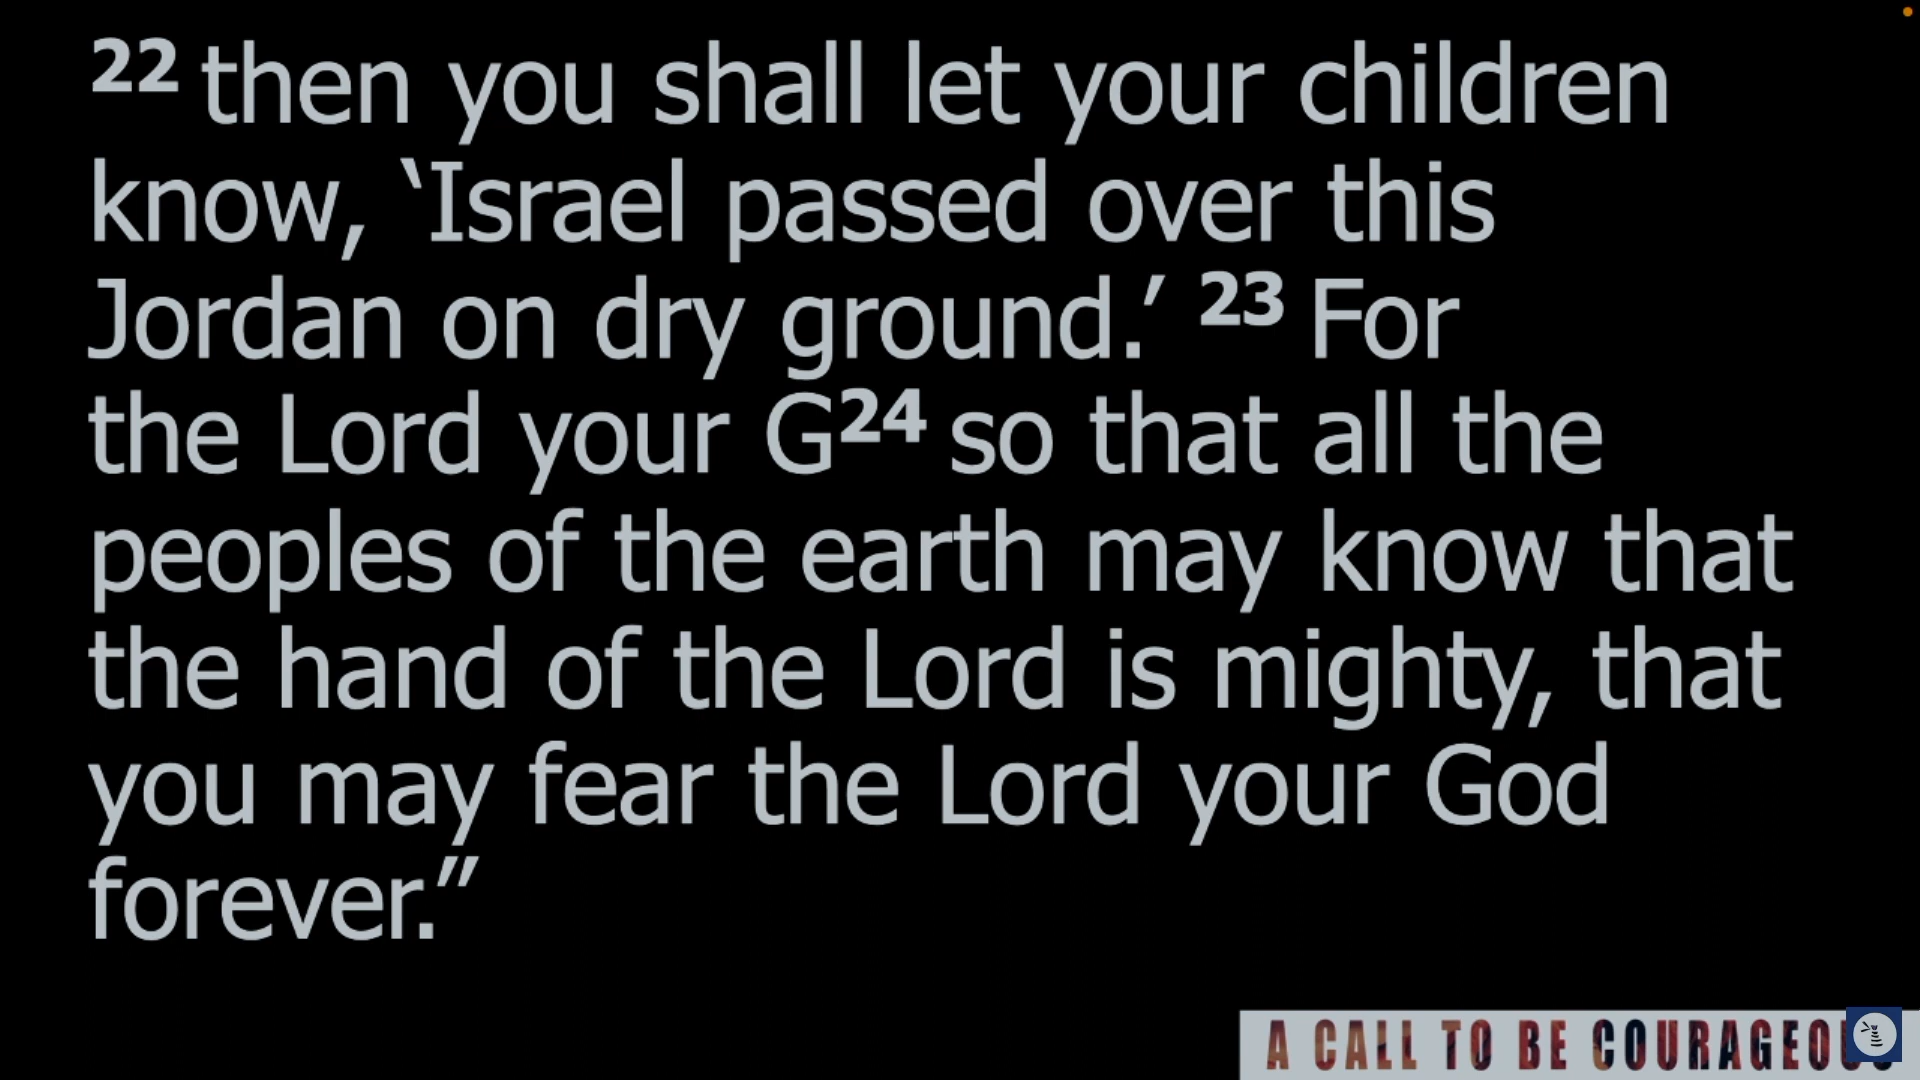 22 then you shall let your children
know, ‘Israel passed over this
Jordan on dry ground.’ 23 For
the Lord your G24 so that all the
peoples of the earth may know that
the hand of the Lord is mighty, that
you may fear the Lord your God
forever.”
A CALL TO BE COURAGEOUS